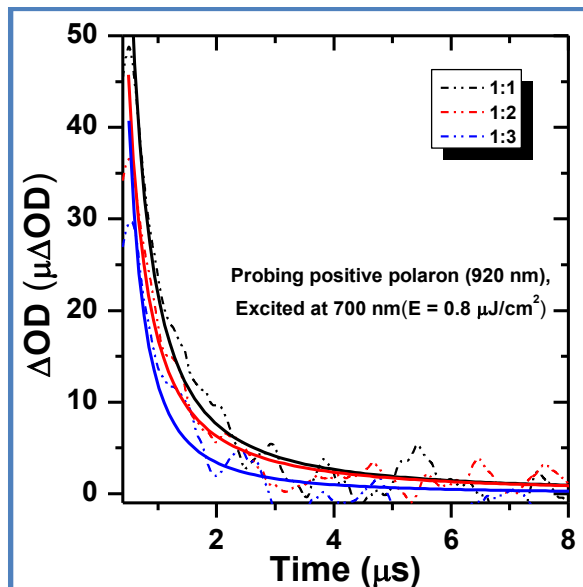 50
40
30
20
10
0
ΔOD (μΔOD)
1:1
1:2
1:3
Probing positive polaron (920 nm),
Excited at 700 nm(E = 0.8 μJ/cm²)
2 4 6 8
Time (μs)